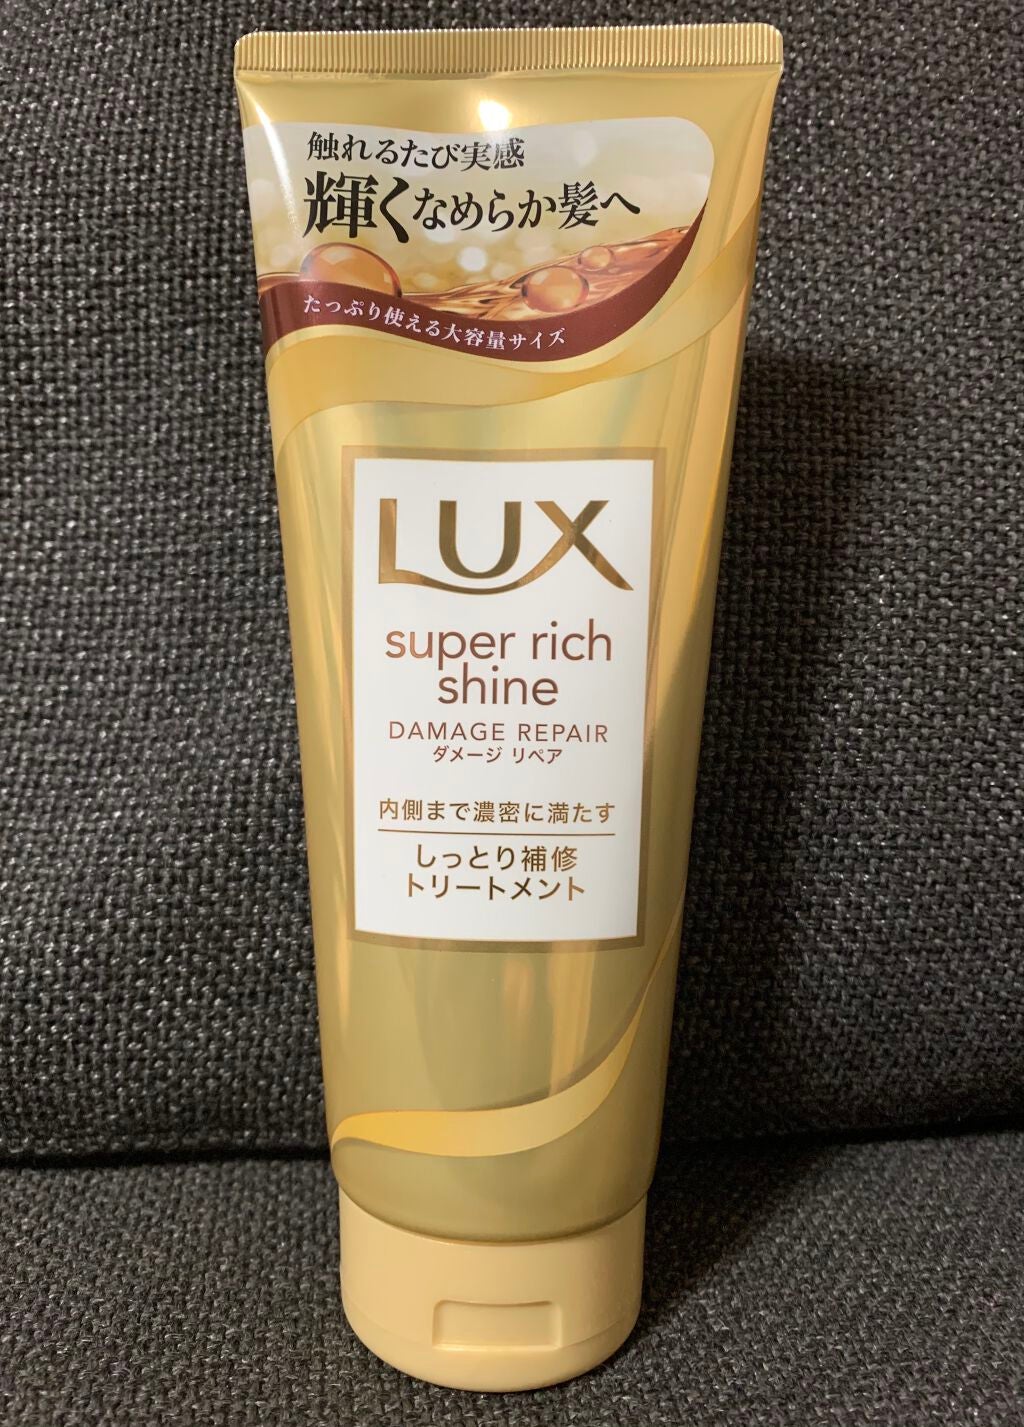 触れるたび実感
輝くなめらか髪へ
たっぷり使える大容量サイズ
LUX
super rich
shine
DAMAGE REPAIR
ダメージ リペア
内側まで濃密に満たす
しっとり補修
トリートメント